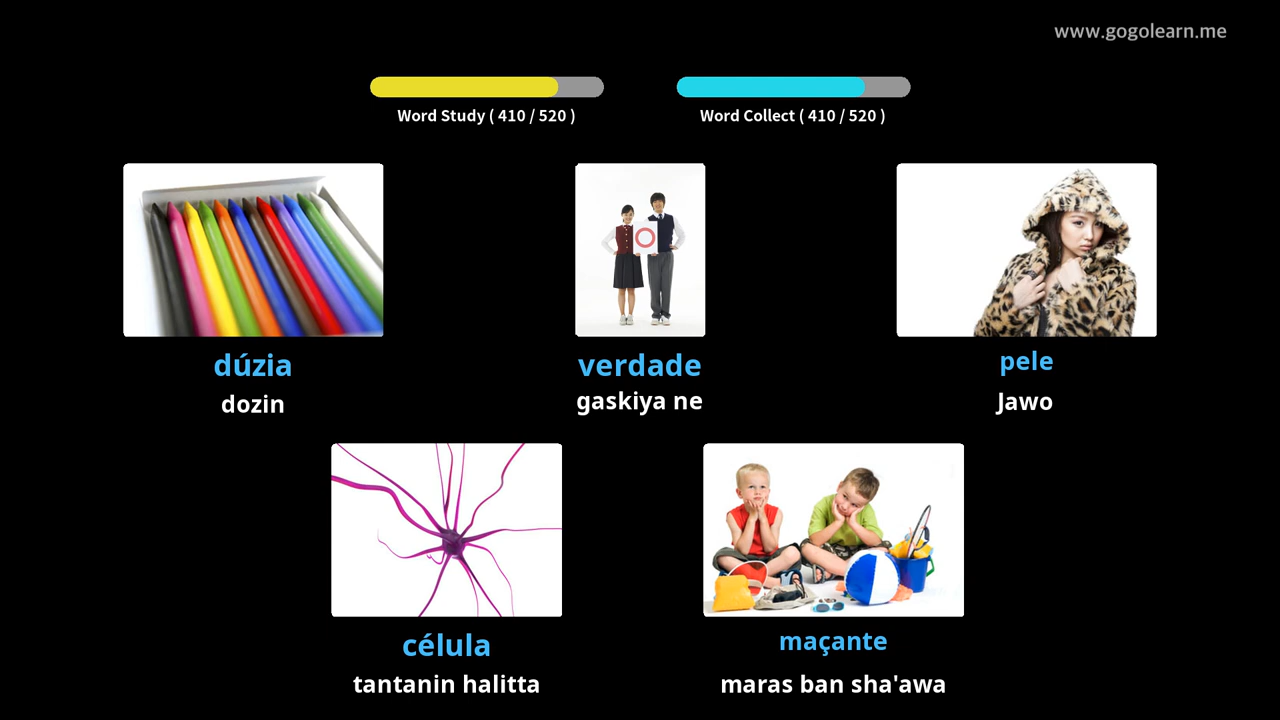 www.gogolearn.me
Word Study ( 410 / 520 )
Word Collect ( 410 / 520 )
dúzia
dozin
verdade
gaskiya ne
pele
Jawo
célula
tantanin halitta
maçante
maras ban sha'awa